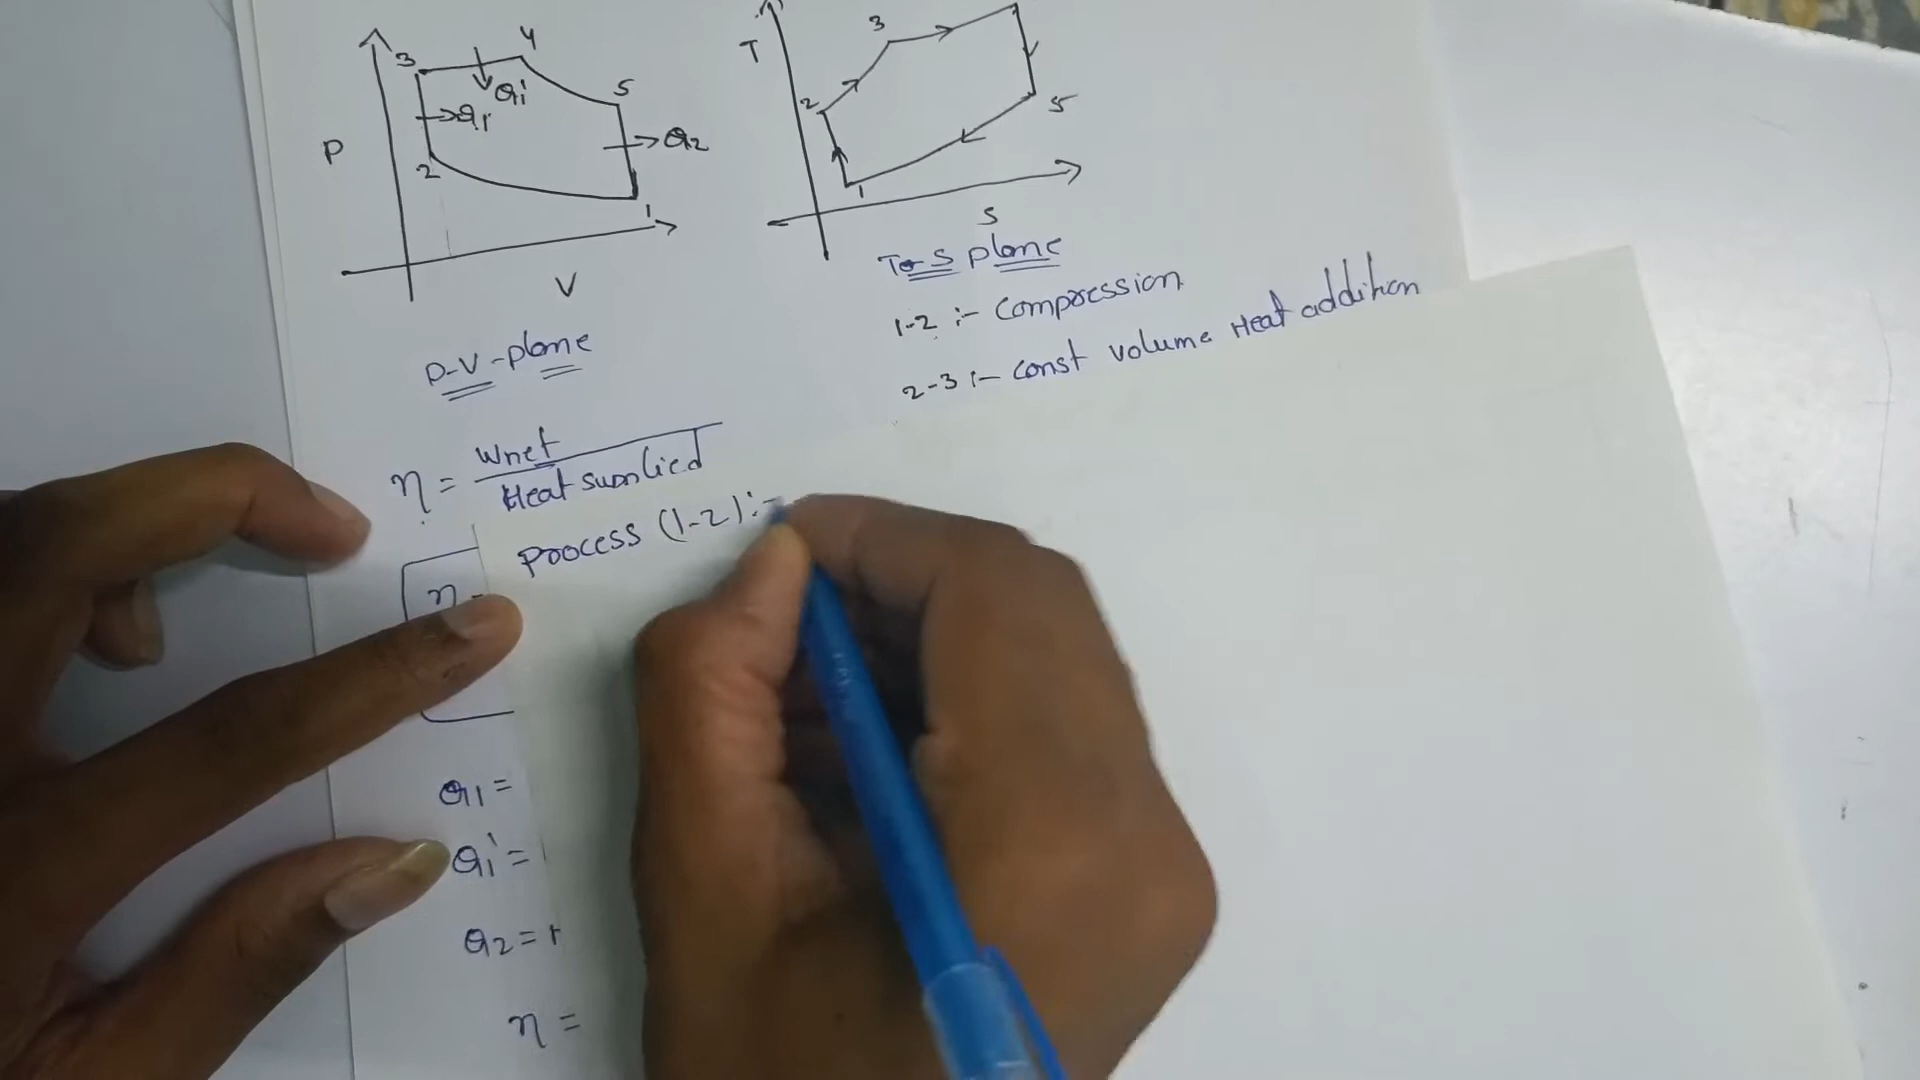 3
4
Q1'
Q1
5
Q2
P
2
1
V
P-V-plane
T
3
2
5
1
S
T-S plane
1-2 :- Compression
2-3 :- Const volume Heat addition
η = Wnet
Heat supplied
Process (1-2) :-
η =
Q1 =
Q1' =
Q2 =
η =